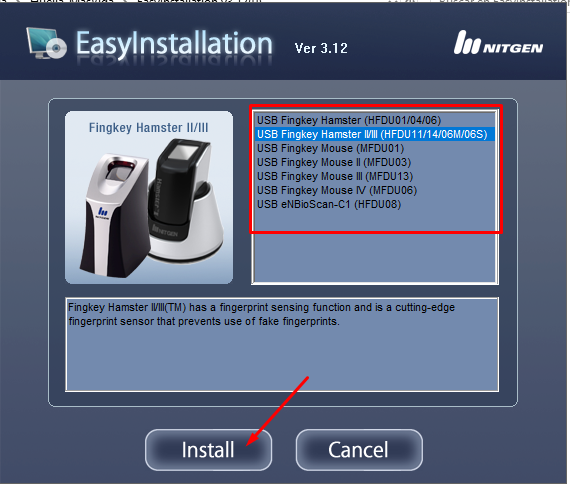 EasyInstallation Ver 3.12
NITGEN
Fingkey Hamster II/III
USB Fingkey Hamster (HFDU01/04/06)
USB Fingkey Hamster II/III (HFDU11/14/06M/06S)
USB Fingkey Mouse (MFDU01)
USB Fingkey Mouse II (MFDU03)
USB Fingkey Mouse III (MFDU13)
USB Fingkey Mouse IV (MFDU06)
USB eNBioScan-C1 (HFDU08)
Fingkey Hamster II/III(TM) has a fingerprint sensing function and is a cutting-edge
fingerprint sensor that prevents use of fake fingerprints.
Install
Cancel